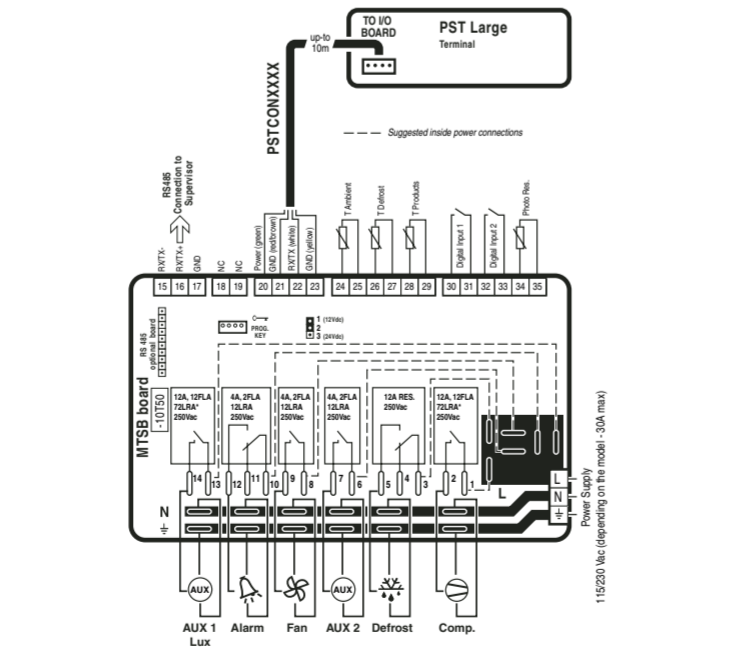 TO I/O
BOARD
PST Large
Terminal
up-to
10m
PSTCONXXXX
Suggested inside power connections
RS485
Connection to
Supervisor
RX/TX-
RX/TX+
GND
NC
NC
Power (green)
GND (red/brown)
RX/TX (white)
GND (yellow)
T Ambient
T Defrost
T Products
Digital Input 1
Digital Input 2
Photo Res.
15 16 17 18 19 20 21 22 23 24 25 26 27 28 29 30 31 32 33 34 35
RS 485
optional board
PROG.
KEY
1 (12Vdc)
2
3 (24Vdc)
MTSB board
-10T50
12A, 12FLA
72LRA*
250Vac
4A, 2FLA
12LRA
250Vac
4A, 2FLA
12LRA
250Vac
4A, 2FLA
12LRA
250Vac
12A RES.
250Vac
12A, 12FLA
72LRA*
250Vac
14 13 12 11 10 9 8 7 6 5 4 3 2 1
L
L
N
N
Power Supply
115/230 Vac (depending on the model - 30A max)
AUX
AUX
AUX 1
Lux
Alarm
Fan
AUX 2
Defrost
Comp.